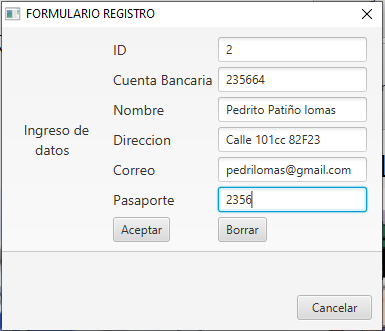 FORMULARIO REGISTRO
ID 2
Cuenta Bancaria 235664
Nombre Pedrito Patiño lomas
Ingreso de datos
Direccion Calle 101cc 82F23
Correo pedrilomas@gmail.com
Pasaporte 2356
Aceptar Borrar
Cancelar